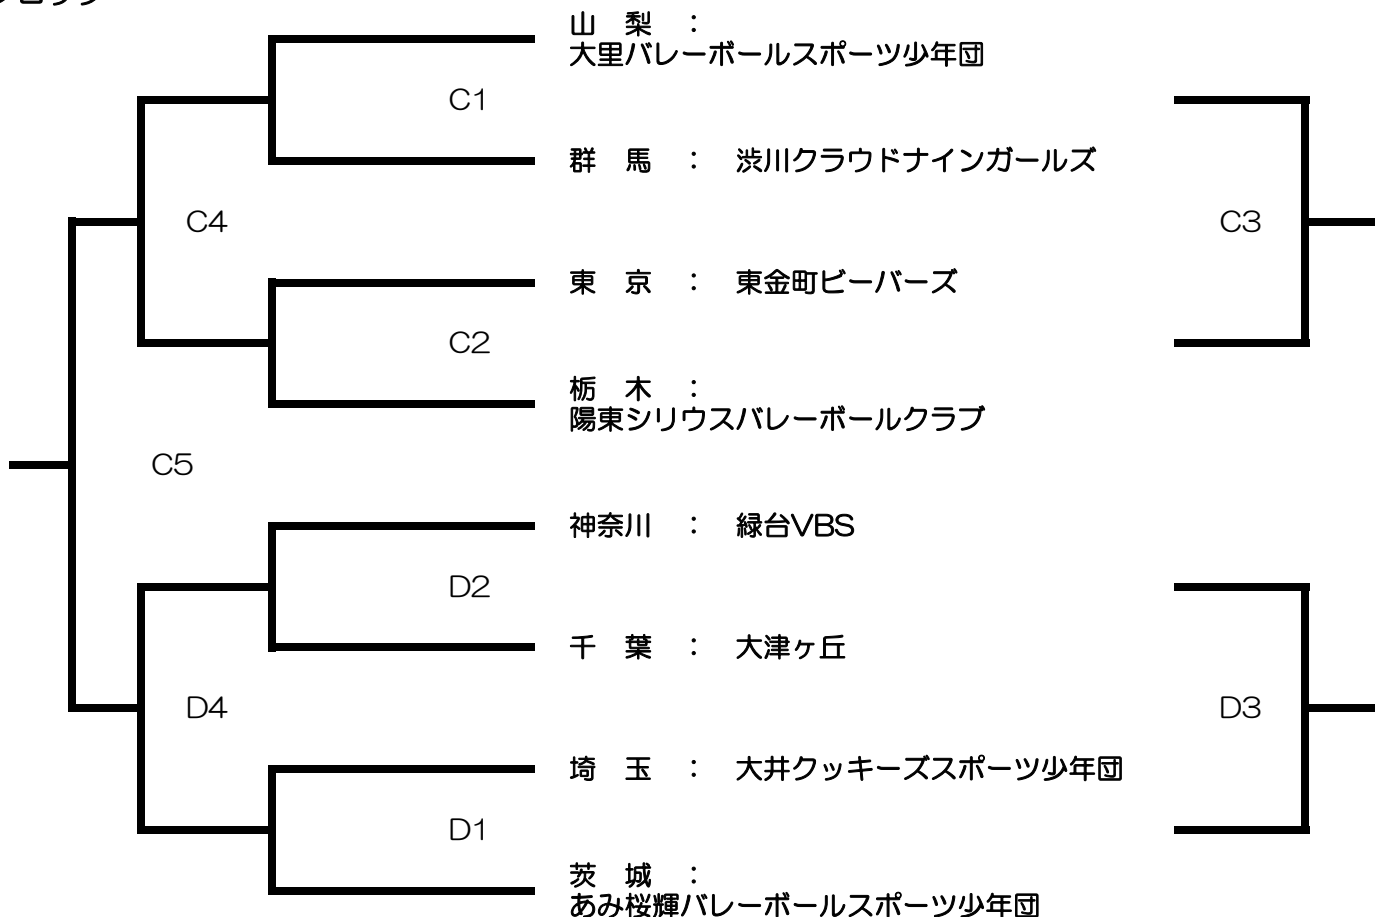 山　梨　：
大里バレーボールスポーツ少年団
C1
群　馬　：　渋川クラウドナインガールズ
C4
C3
東　京　：　東金町ビーバーズ
C2
栃　木　：
陽東シリウスバレーボールクラブ
C5
神奈川　：　緑台VBS
D2
千　葉　：　大津ヶ丘
D4
D3
埼　玉　：　大井クッキーズスポーツ少年団
D1
茨　城　：
あみ桜輝バレーボールスポーツ少年団